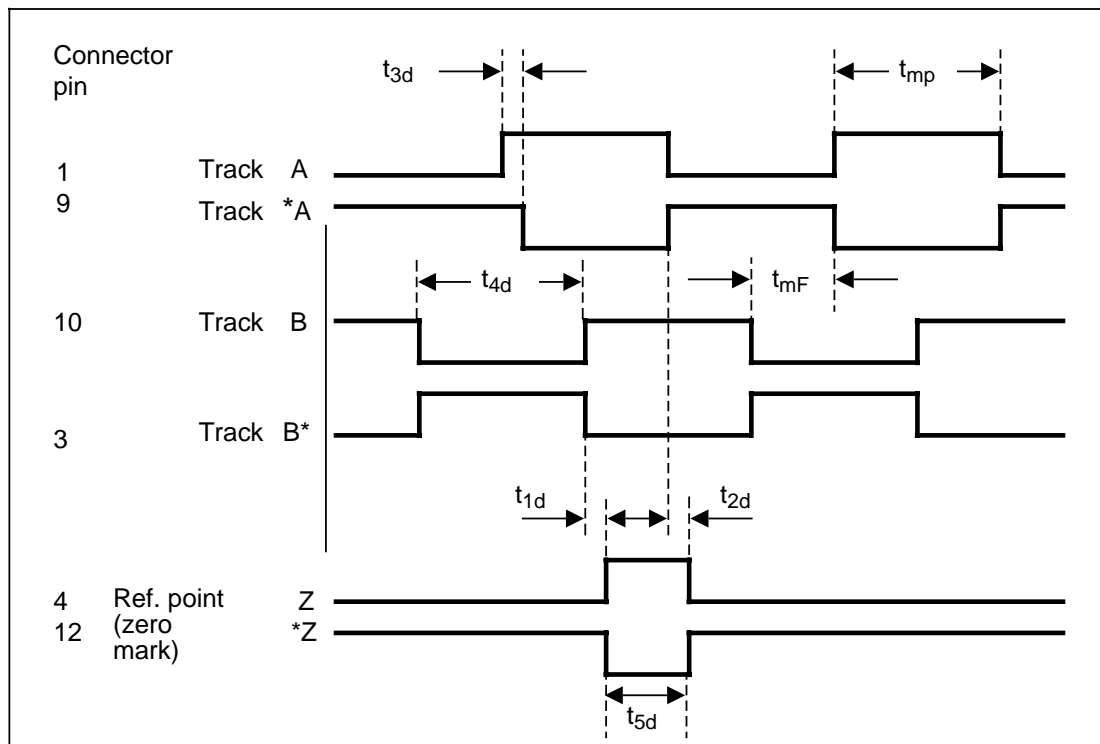 Connector
pin
t3d
tmp
1 Track A
9 Track *A
t4d
tmF
10 Track B
3 Track B*
t1d
t2d
4 Ref. point Z
12 (zero *Z
mark)
t5d